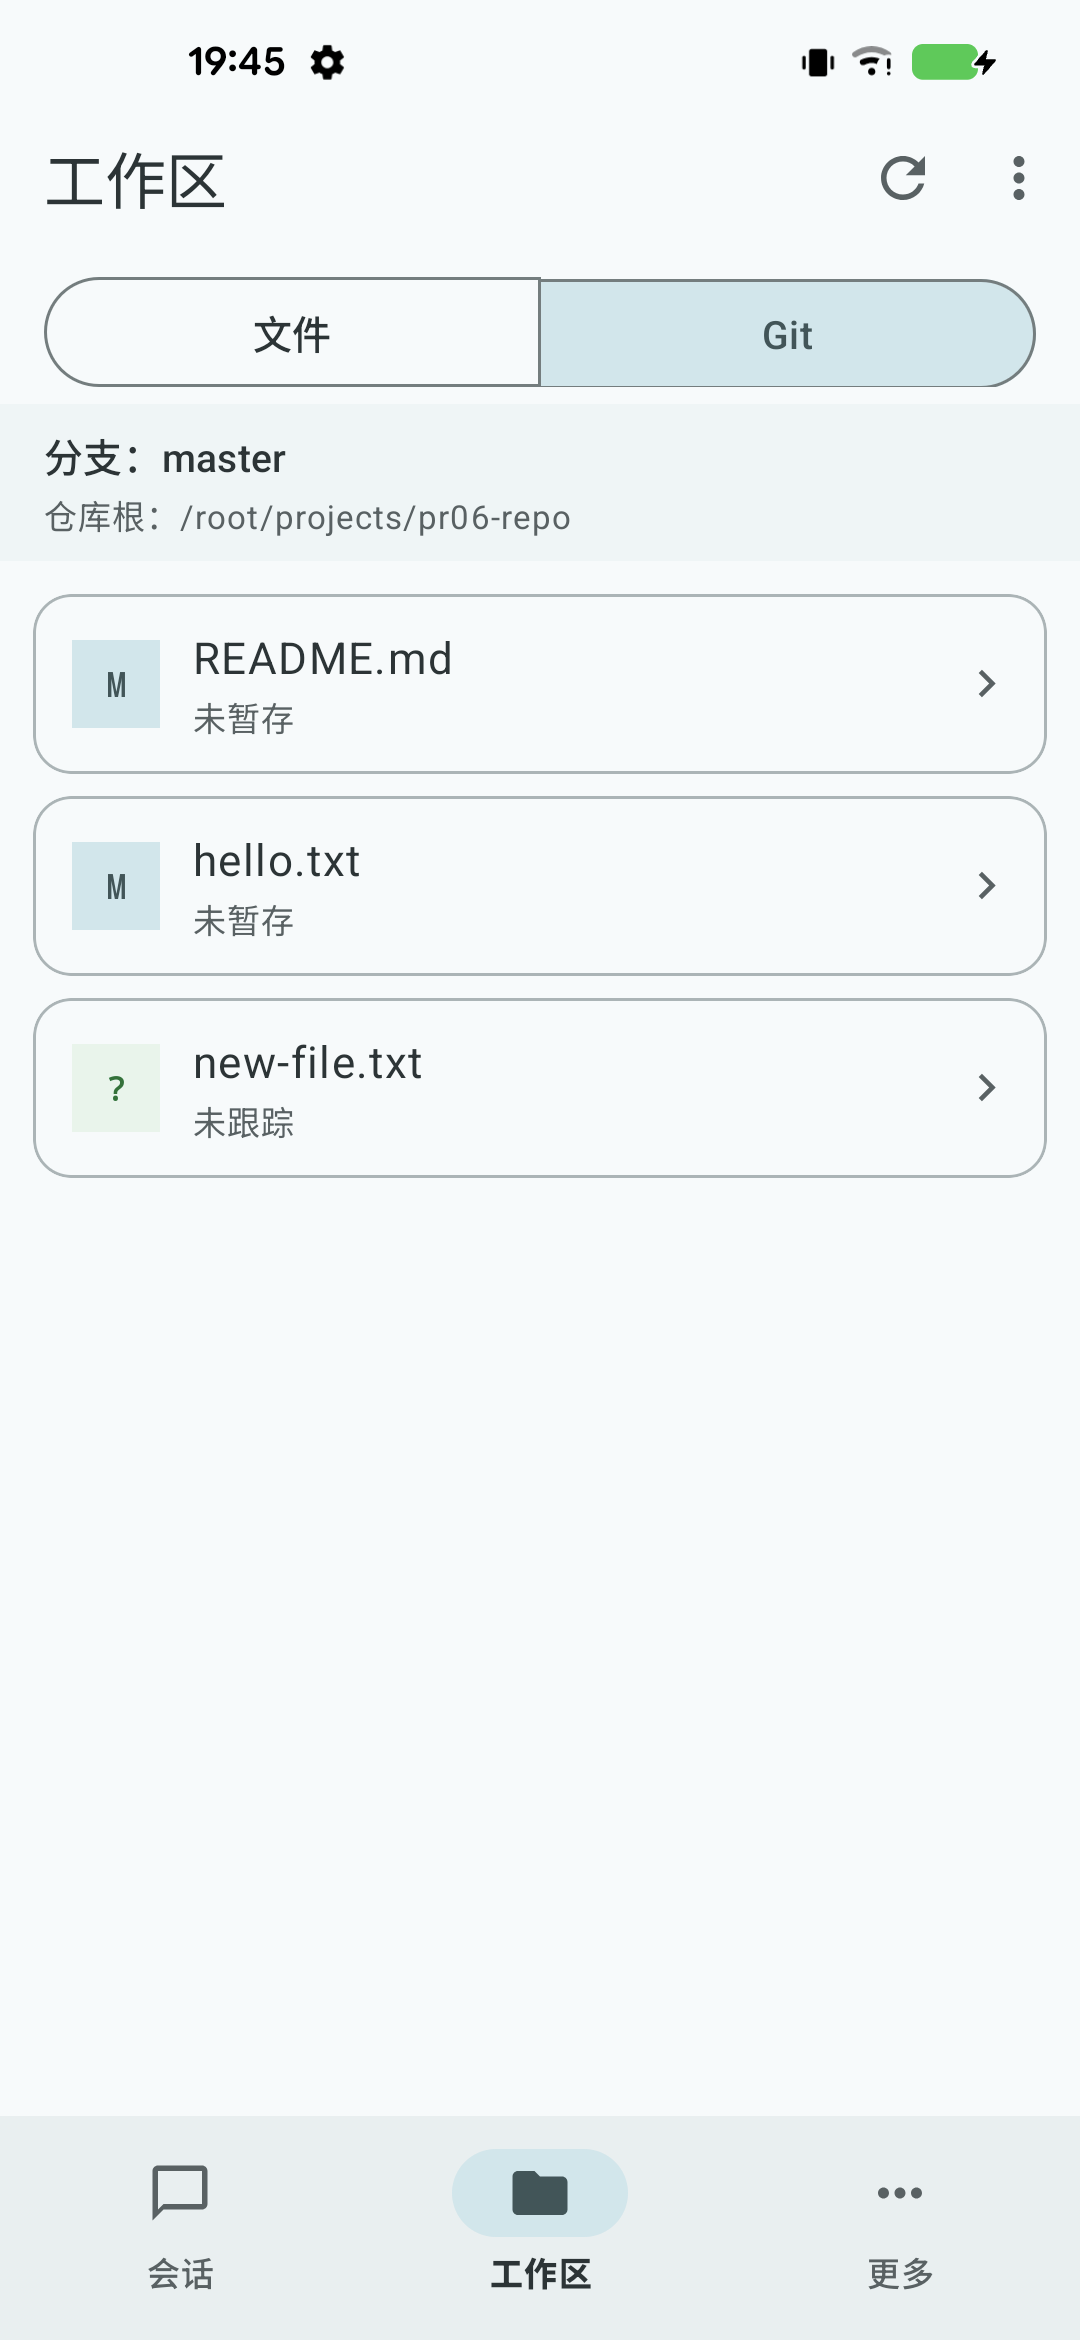 19:45
工作区
文件
Git
分支：master
仓库根：/root/projects/pr06-repo
M
README.md
未暂存
M
hello.txt
未暂存
?
new-file.txt
未跟踪
会话
工作区
更多